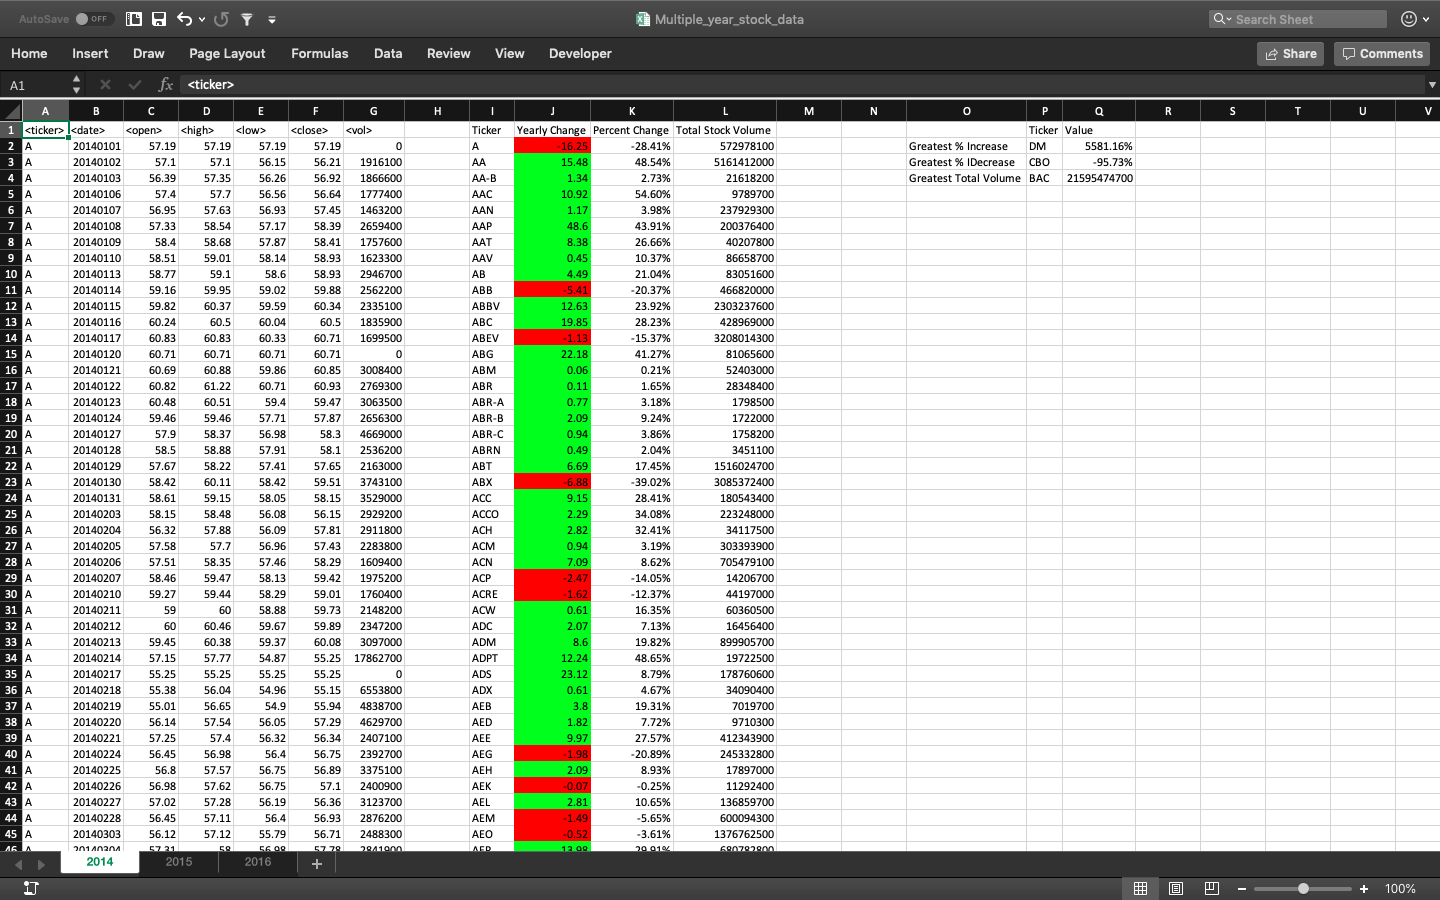 AutoSave OFF Multiple_year_stock_data Search Sheet
Home Insert Draw Page Layout Formulas Data Review View Developer Share Comments
A1 fx <ticker>
A B C D E F G H I J K L M N O P Q R S T U V
1 <ticker> <date> <open> <high> <low> <close> <vol> Ticker Yearly Change Percent Change Total Stock Volume Ticker Value
2 A 20140101 57.19 57.19 57.19 57.19 0 A -16.25 -28.41% 572978100 Greatest % Increase DM 5581.16%
3 A 20140102 57.1 57.1 56.15 56.21 1916100 AA 15.48 48.54% 5161412000 Greatest % IDecrease CBO -95.73%
4 A 20140103 56.39 57.35 56.26 56.92 1866600 AA-B 1.34 2.73% 21618200 Greatest Total Volume BAC 21595474700
5 A 20140106 57.4 57.7 56.56 56.64 1777400 AAC 10.92 54.60% 9789700
6 A 20140107 56.95 57.63 56.93 57.45 1463200 AAN 1.17 3.98% 237929300
7 A 20140108 57.33 58.54 57.17 58.39 2659400 AAP 48.6 43.91% 200376400
8 A 20140109 58.4 58.68 57.87 58.41 1757600 AAT 8.38 26.66% 40207800
9 A 20140110 58.51 59.01 58.14 58.93 1623300 AAV 0.45 10.37% 86658700
10 A 20140113 58.77 59.1 58.6 58.93 2946700 AB 4.49 21.04% 83051600
11 A 20140114 59.16 59.95 59.02 59.88 2562200 ABB -5.41 -20.37% 466820000
12 A 20140115 59.82 60.37 59.59 60.34 2335100 ABBV 12.63 23.92% 2303237600
13 A 20140116 60.24 60.5 60.04 60.5 1835900 ABC 19.85 28.23% 428969000
14 A 20140117 60.83 60.83 60.33 60.71 1699500 ABEV -1.13 -15.37% 3208014300
15 A 20140120 60.71 60.71 60.71 60.71 0 ABG 22.18 41.27% 81065600
16 A 20140121 60.69 60.88 59.86 60.85 3008400 ABM 0.06 0.21% 52403000
17 A 20140122 60.82 61.22 60.71 60.93 2769300 ABR 0.11 1.65% 28348400
18 A 20140123 60.48 60.51 59.4 59.47 3063500 ABR-A 0.77 3.18% 1798500
19 A 20140124 59.46 59.46 57.71 57.87 2656300 ABR-B 2.09 9.24% 1722000
20 A 20140127 57.9 58.37 56.98 58.3 4669000 ABR-C 0.94 3.86% 1758200
21 A 20140128 58.5 58.88 57.91 58.1 2536200 ABRN 0.49 2.04% 3451100
22 A 20140129 57.67 58.22 57.41 57.65 2163000 ABT 6.69 17.45% 1516024700
23 A 20140130 58.42 60.11 58.42 59.51 3743100 ABX -6.88 -39.02% 3085372400
24 A 20140131 58.61 59.15 58.05 58.15 3529000 ACC 9.15 28.41% 180543400
25 A 20140203 58.15 58.48 56.08 56.15 2929200 ACCO 2.29 34.08% 223248000
26 A 20140204 56.32 57.88 56.09 57.81 2911800 ACH 2.82 32.41% 34117500
27 A 20140205 57.58 57.7 56.96 57.43 2283800 ACM 0.94 3.19% 303393900
28 A 20140206 57.51 58.35 57.46 58.29 1609400 ACN 7.09 8.62% 705479100
29 A 20140207 58.46 59.47 58.13 59.42 1975200 ACP -2.47 -14.05% 14206700
30 A 20140210 59.27 59.44 58.29 59.01 1760400 ACRE -1.62 -12.37% 44197000
31 A 20140211 59 60 58.88 59.73 2148200 ACW 0.61 16.35% 60360500
32 A 20140212 60 60.46 59.67 59.89 2347200 ADC 2.07 7.13% 16456400
33 A 20140213 59.45 60.38 59.37 60.08 3097000 ADM 8.6 19.82% 899905700
34 A 20140214 57.15 57.77 54.87 55.25 17862700 ADPT 12.24 48.65% 19722500
35 A 20140217 55.25 55.25 55.25 55.25 0 ADS 23.12 8.79% 178760600
36 A 20140218 55.38 56.04 54.96 55.15 6553800 ADX 0.61 4.67% 34090400
37 A 20140219 55.01 56.65 54.9 55.94 4838700 AEB 3.8 19.31% 7019700
38 A 20140220 56.14 57.54 56.05 57.29 4629700 AED 1.82 7.72% 9710300
39 A 20140221 57.25 57.4 56.32 56.34 2407100 AEE 9.97 27.57% 412343900
40 A 20140224 56.45 56.98 56.4 56.75 2392700 AEG -1.98 -20.89% 245332800
41 A 20140225 56.8 57.57 56.75 56.89 3375100 AEH 2.09 8.93% 17897000
42 A 20140226 56.98 57.62 56.75 57.1 2400900 AEK -0.07 -0.25% 11292400
43 A 20140227 57.02 57.28 56.19 56.36 3123700 AEL 2.81 10.65% 136859700
44 A 20140228 56.45 57.11 56.4 56.93 2876200 AEM -1.49 -5.65% 600094300
45 A 20140303 56.12 57.12 55.79 56.71 2488300 AEO -0.52 -3.61% 1376762500
46 A 20140304 57.31 58 56.98 57.78 2841900 AEP 13.98 29.91% 680782800
2014 2015 2016 +
100%